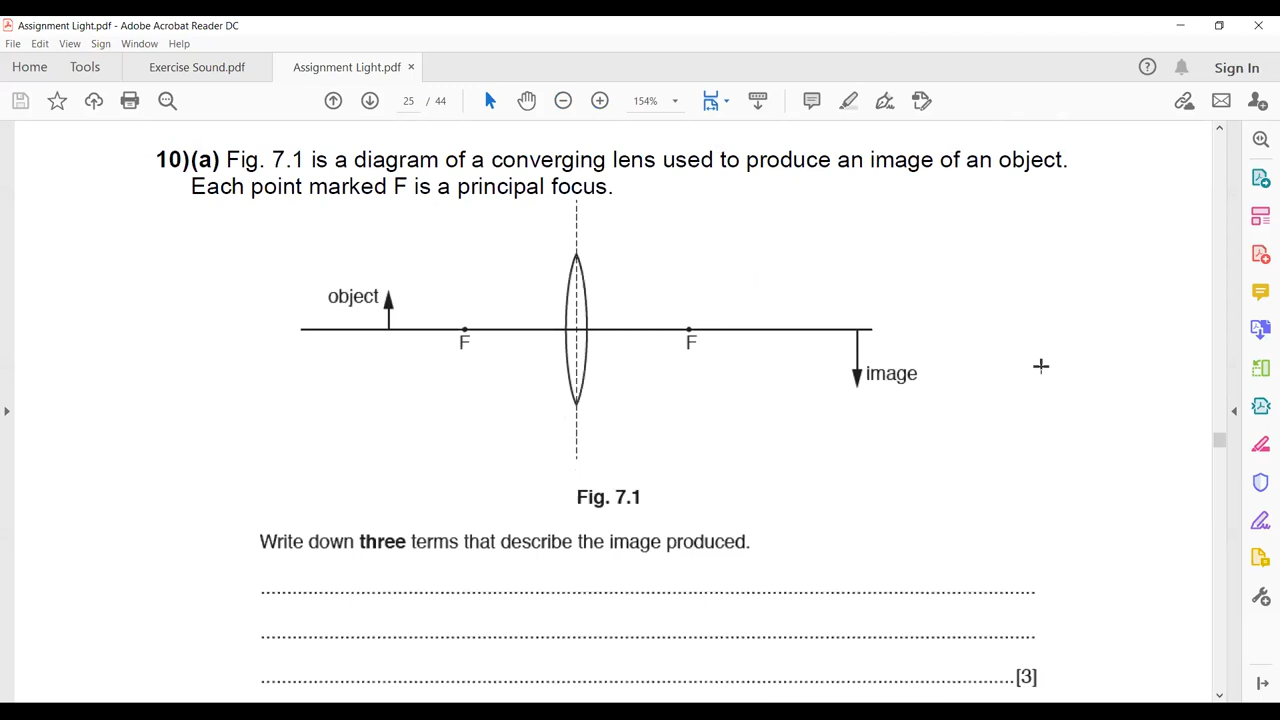 Assignment Light.pdf - Adobe Acrobat Reader DC
File Edit View Sign Window Help
Home Tools Exercise Sound.pdf Assignment Light.pdf × Sign In
25 / 44 154%
10)(a) Fig. 7.1 is a diagram of a converging lens used to produce an image of an object.
Each point marked F is a principal focus.
object
F F
image
Fig. 7.1
Write down three terms that describe the image produced.
..........................................................................................................................................
..........................................................................................................................................
......................................................................................................................................[3]